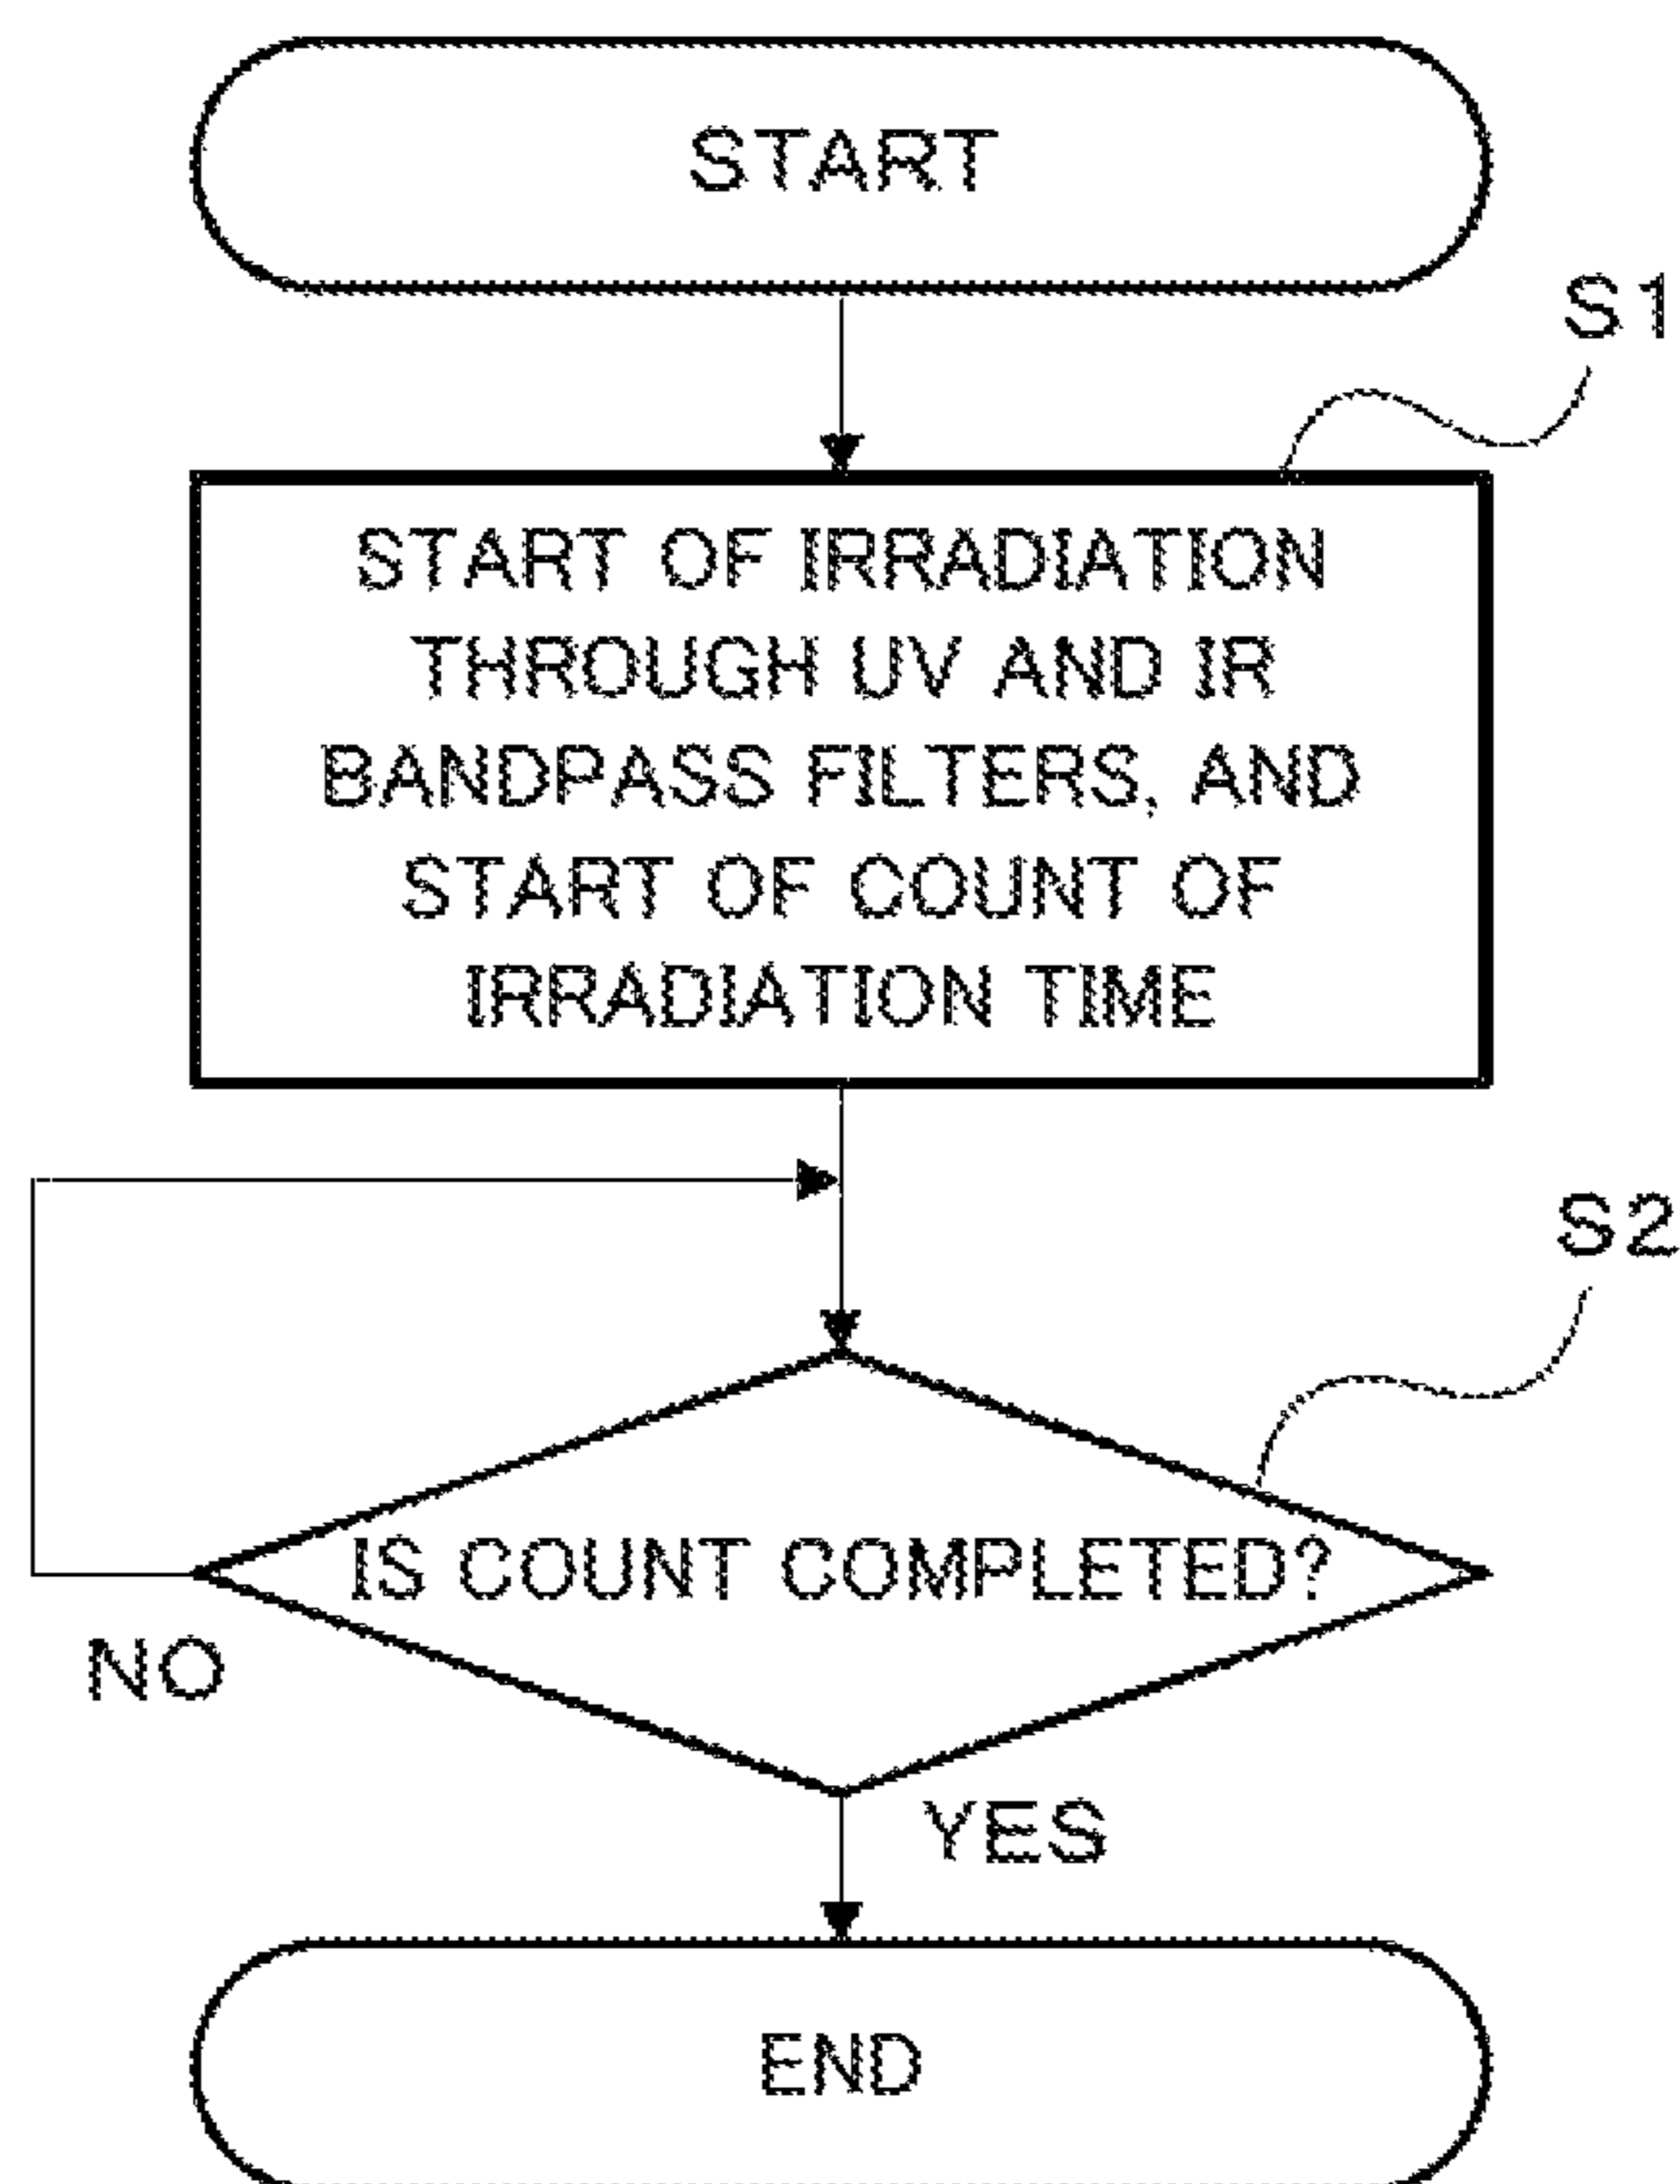 START
S1
START OF IRRADIATION
THROUGH UV AND IR
BANDPASS FILTERS, AND
START OF COUNT OF
IRRADIATION TIME
S2
IS COUNT COMPLETED?
NO
YES
END